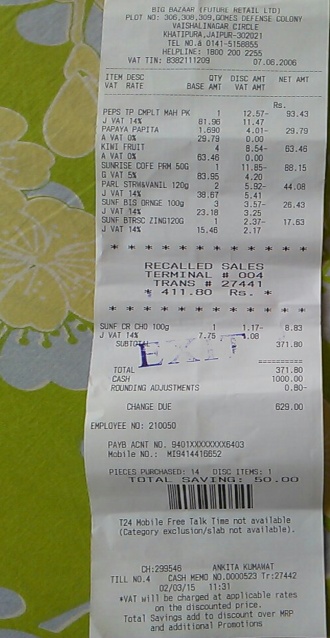 BIG BAZAAR (FUTURE RETAIL LTD)
PLOT NO: 306,308,309,GOMES DEFENSE COLONY
VAISHALINAGAR CIRCLE
KHATIPURA,JAIPUR-302021
TEL NO.a 0141-5158855
HELPLINE: 1800 200 2255
VAT TIN: 8382111209 07.08.2006
ITEM DESC QTY DISC AMT NET AMT
VAT RATE BASE AMT VAT AMT
Rs.
PEPS TP CMPLT MAH PK 1 12.57- 93.43
J VAT 14% 81.96 11.47
PAPAYA PAPITA 1.690 4.01- 29.79
A VAT 0% 29.79 0.00
KIWI FRUIT 4 8.54- 63.46
A VAT 0% 63.46 0.00
SUNRISE COFE PRM 50G 1 11.85- 88.15
G VAT 5% 83.95 4.20
PARL STRW&VANIL 120g 2 5.92- 44.08
J VAT 14% 38.67 5.41
SUNF BIS ORNGE 100g 3 3.57- 26.43
J VAT 14% 23.18 3.25
SUNF BTRSC ZING120G 1 2.37- 17.63
J VAT 14% 15.46 2.17
* * * * * * * * * * * *
RECALLED SALES
TERMINAL # 004
TRANS # 27441
* 411.80 Rs. *
* * * * * * * * * * * *
SUNF CR CHO 100g 1 1.17- 8.83
J VAT 14% 7.75 1.08
SUBTOTAL 371.80
EXIT
==========
TOTAL 371.80
CASH 1000.00
ROUNDING ADJUSTMENTS 0.80-
CHANGE DUE 629.00
EMPLOYEE NO: 210050
PAYB ACNT NO. 9401XXXXXXXX6403
Mobile NO.: MI9414416652
PIECES PURCHASED: 14 DISC ITEMS: 1
TOTAL SAVING: 50.00
T24 Mobile Free Talk Time not available
(Category exclusion/slab not available).
CH:299546 ANKITA KUMAWAT
TILL NO.4 CASH MEMO NO.0000523 Tr:27442
02/03/15 11:31
*VAT will be charged at applicable rates
on the discounted price.
Total Savings add to discount over MRP
and additional Promotions